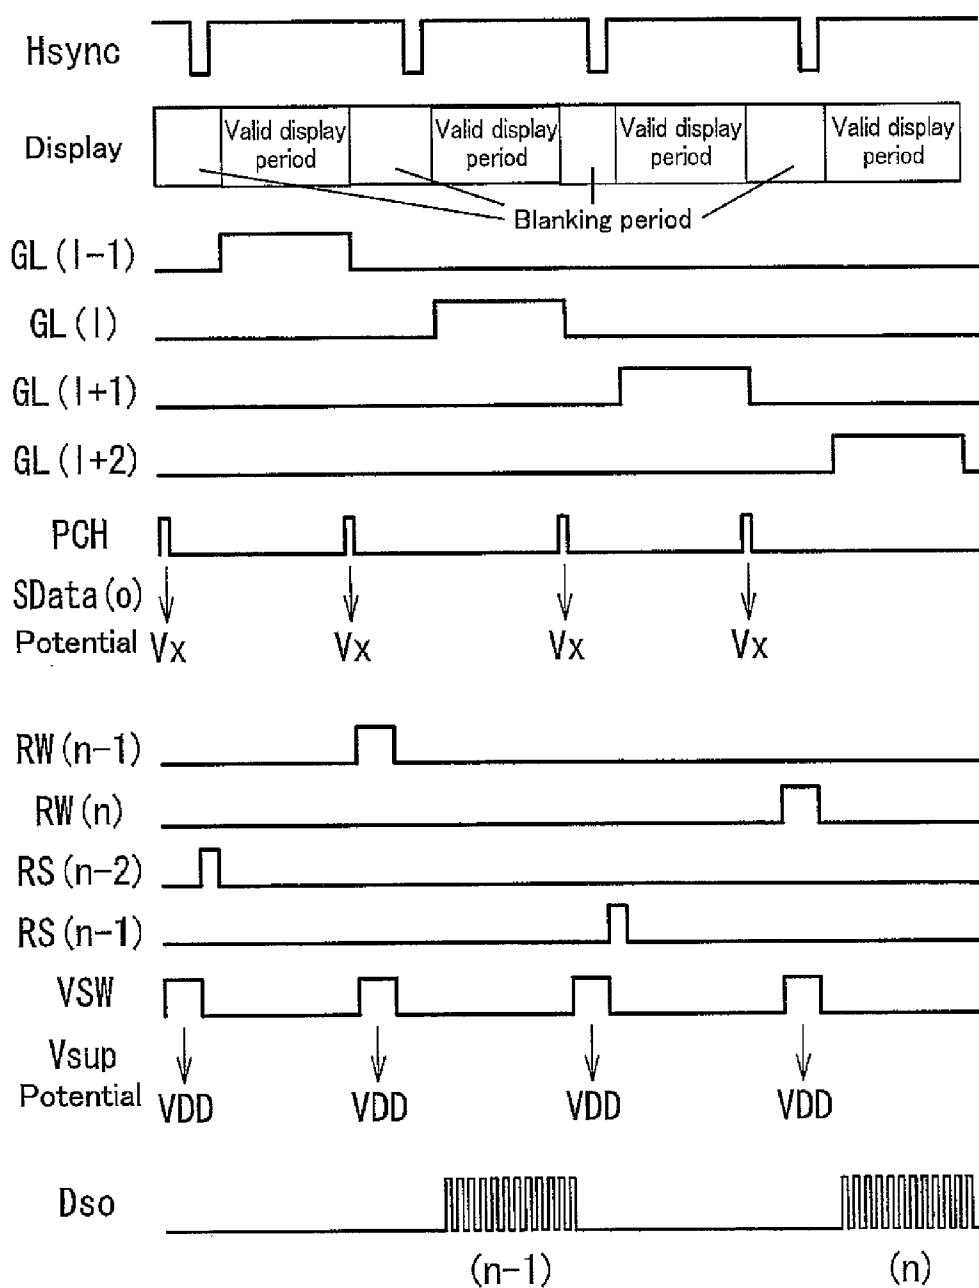 Hsync
Display
Valid display
period
Valid display
period
Valid display
period
Valid display
period
Blanking period
GL(l-1)
GL(l)
GL(l+1)
GL(l+2)
PCH
SData(o)
Potential
Vx
Vx
Vx
Vx
RW(n-1)
RW(n)
RS(n-2)
RS(n-1)
VSW
Vsup
Potential
VDD
VDD
VDD
VDD
Dso
(n-1)
(n)